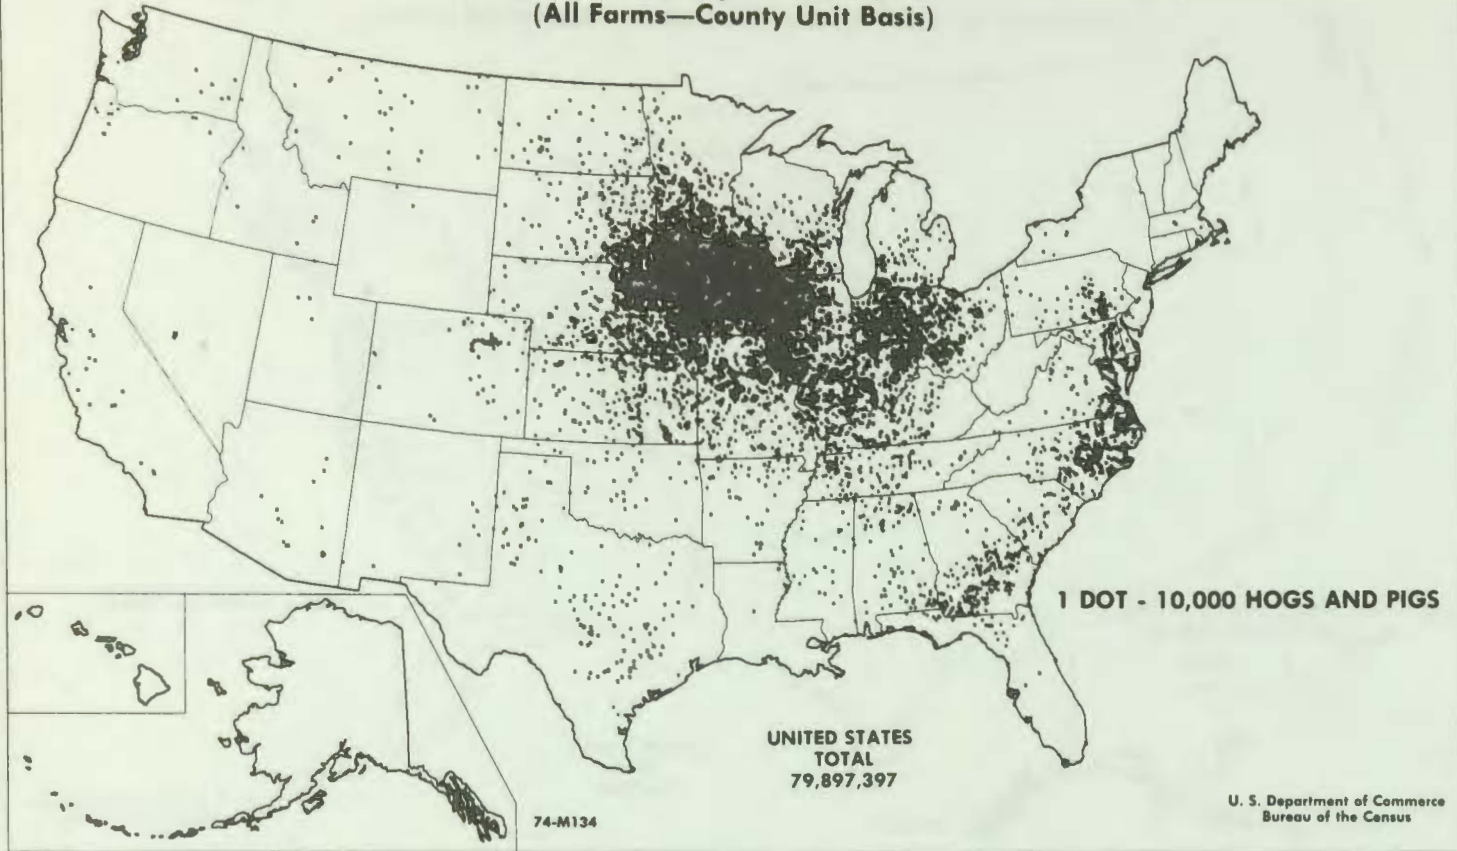 (All Farms—County Unit Basis)
1 DOT - 10,000 HOGS AND PIGS
UNITED STATES
TOTAL
79,897,397
74-M134
U. S. Department of Commerce
Bureau of the Census